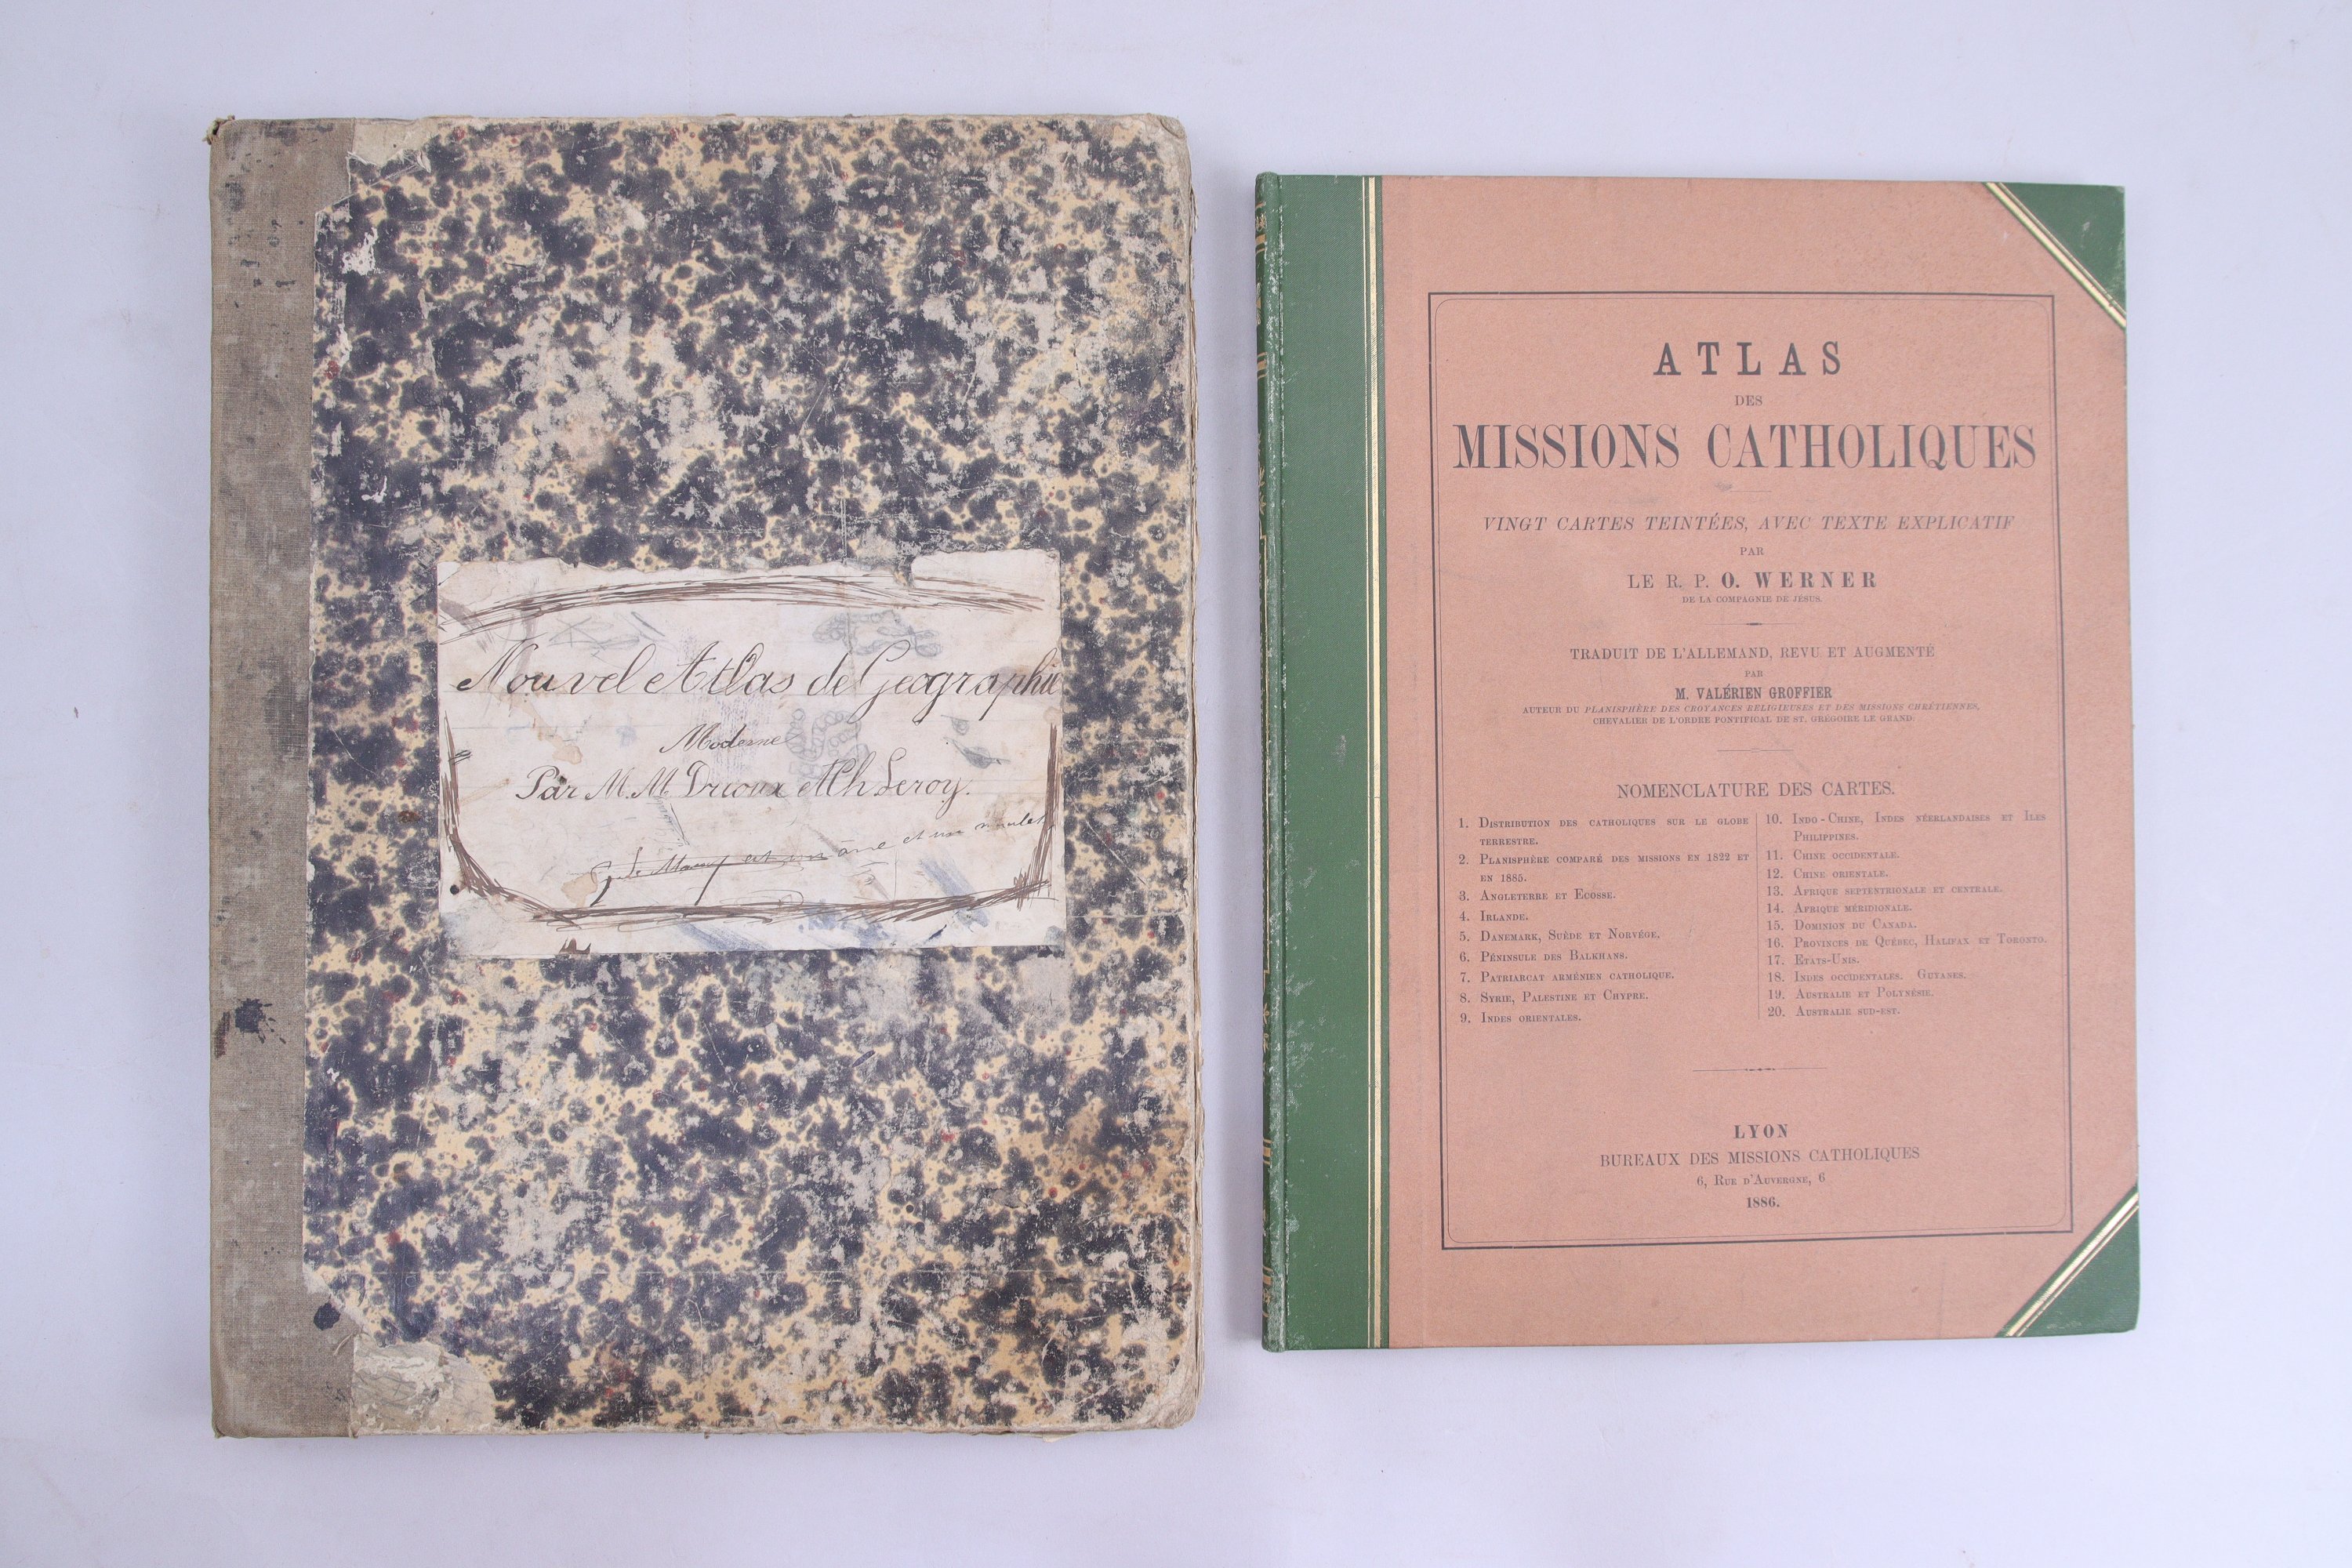 Nouvel Atlas de Geographie
Moderne
Par M.M. Drioux et Ch Leroy.
est un âne et un mulet
ATLAS
DES
MISSIONS CATHOLIQUES
VINGT CARTES TEINTÉES, AVEC TEXTE EXPLICATIF
PAR
LE R. P. O. WERNER
DE LA COMPAGNIE DE JÉSUS.
TRADUIT DE L'ALLEMAND, REVU ET AUGMENTÉ
PAR
M. VALÉRIEN GROFFIER
AUTEUR DU PLANISPHÈRE DES CROYANCES RELIGIEUSES ET DES MISSIONS CHRÉTIENNES,
CHEVALIER DE L'ORDRE PONTIFICAL DE ST. GRÉGOIRE LE GRAND.
NOMENCLATURE DES CARTES.
1. DISTRIBUTION DES CATHOLIQUES SUR LE GLOBE
TERRESTRE.
2. PLANISPHÈRE COMPARÉ DES MISSIONS EN 1822 ET
EN 1885.
3. ANGLETERRE ET ECOSSE.
4. IRLANDE.
5. DANEMARK, SUÈDE ET NORVÉGE.
6. PÉNINSULE DES BALKHANS.
7. PATRIARCAT ARMÉNIEN CATHOLIQUE.
8. SYRIE, PALESTINE ET CHYPRE.
9. INDES ORIENTALES.
10. INDO-CHINE, INDES NÉERLANDAISES ET ILES
PHILIPPINES.
11. CHINE OCCIDENTALE.
12. CHINE ORIENTALE.
13. AFRIQUE SEPTENTRIONALE ET CENTRALE.
14. AFRIQUE MÉRIDIONALE.
15. DOMINION DU CANADA.
16. PROVINCES DE QUÉBEC, HALIFAX ET TORONTO.
17. ETATS-UNIS.
18. INDES OCCIDENTALES. GUYANES.
19. AUSTRALIE ET POLYNÉSIE.
20. AUSTRALIE SUD-EST.
LYON
BUREAUX DES MISSIONS CATHOLIQUES
6, RUE D'AUVERGNE, 6
1886.